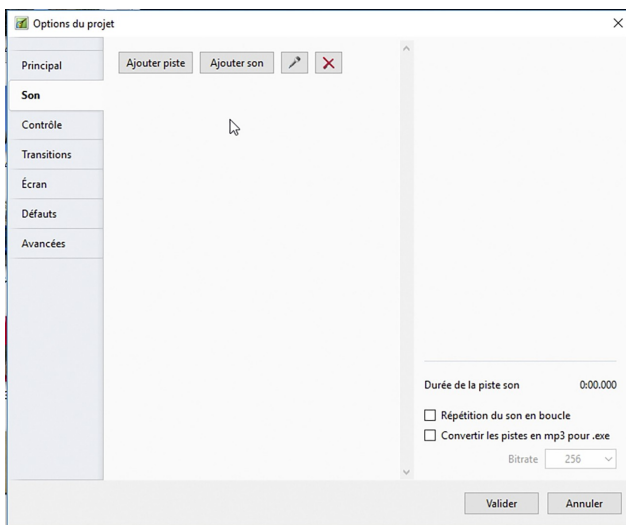 Options du projet
Principal
Son
Contrôle
Transitions
Écran
Défauts
Avancées
Ajouter piste
Ajouter son
Durée de la piste son 0:00.000
Répétition du son en boucle
Convertir les pistes en mp3 pour .exe
Bitrate 256
Valider
Annuler